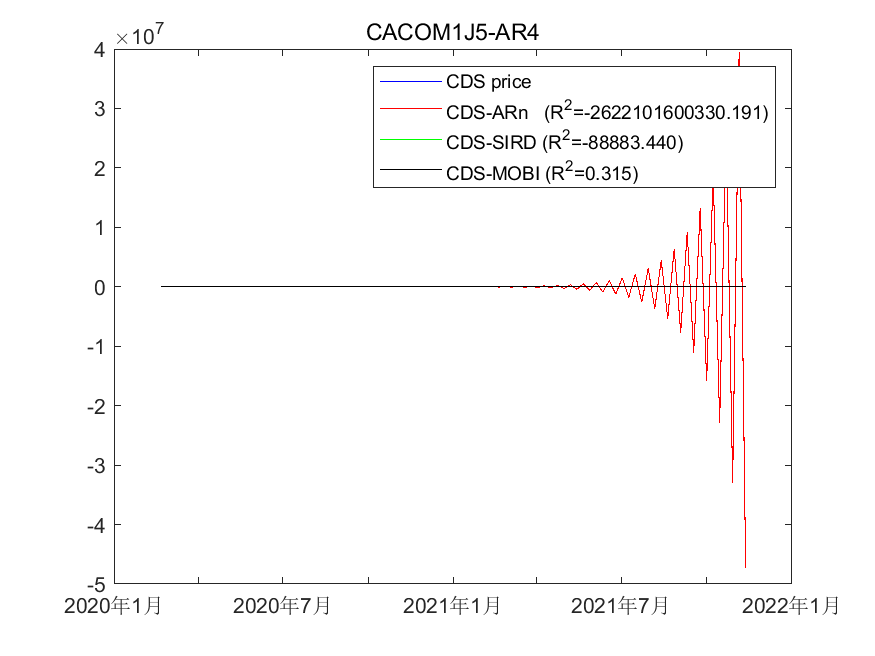 CACOM1J5-AR4
×10⁷
CDS price
CDS-ARn (R²=-2622101600330.191)
CDS-SIRD (R²=-88883.440)
CDS-MOBI (R²=0.315)
4
3
2
1
0
-1
-2
-3
-4
-5
2020年1月 2020年7月 2021年1月 2021年7月 2022年1月